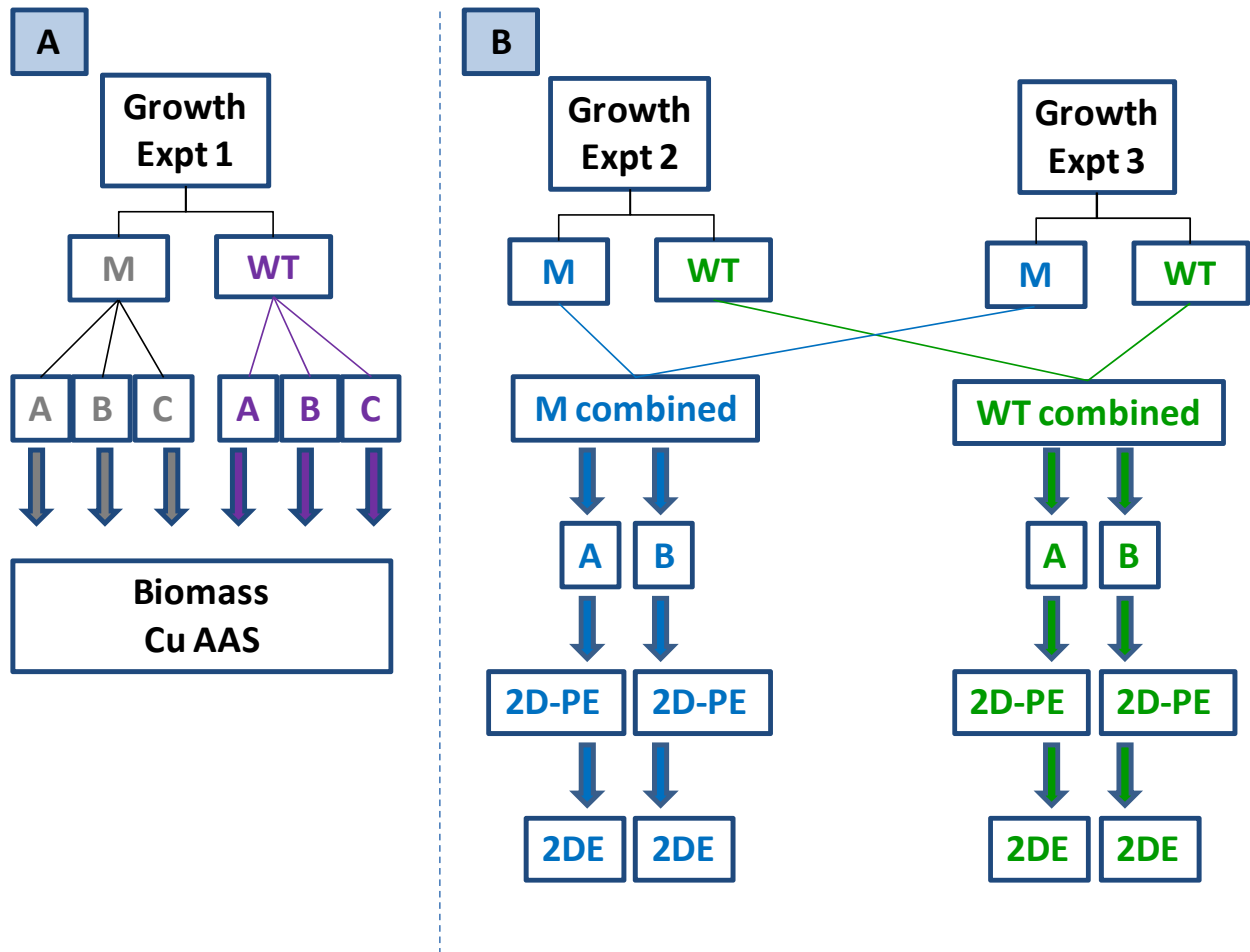 A
Growth
Expt 1
M
WT
A
B
C
A
B
C
Biomass
Cu AAS
B
Growth
Expt 2
Growth
Expt 3
M
WT
M
WT
M combined
WT combined
A
B
A
B
2D-PE
2D-PE
2D-PE
2D-PE
2DE
2DE
2DE
2DE